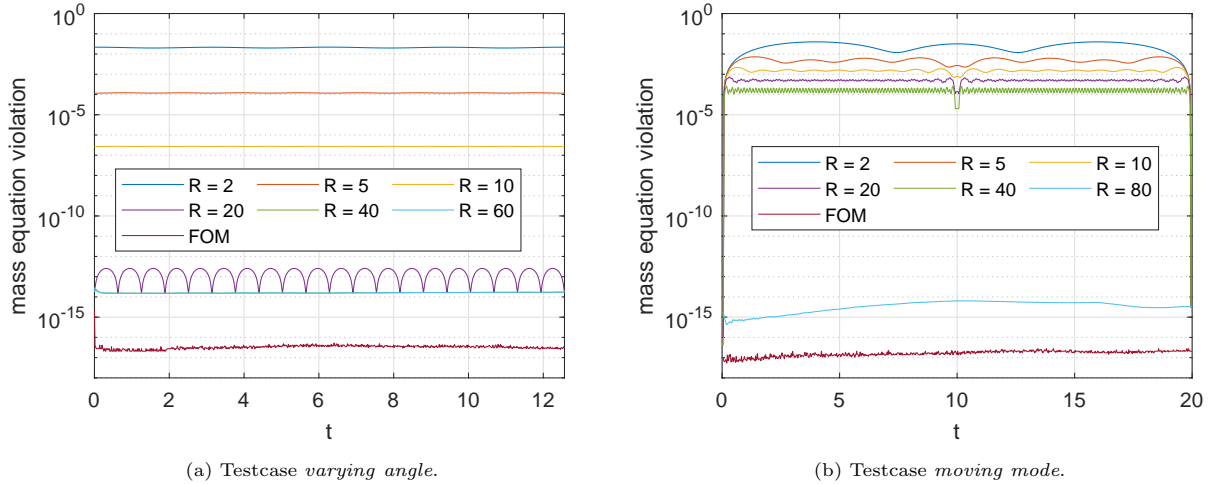 mass equation violation
10^0
10^-5
10^-10
10^-15
R = 2 R = 5 R = 10
R = 20 R = 40 R = 60
FOM
0 2 4 6 8 10 12
t
(a) Testcase varying angle.
mass equation violation
10^0
10^-5
10^-10
10^-15
R = 2 R = 5 R = 10
R = 20 R = 40 R = 80
FOM
0 5 10 15 20
t
(b) Testcase moving mode.